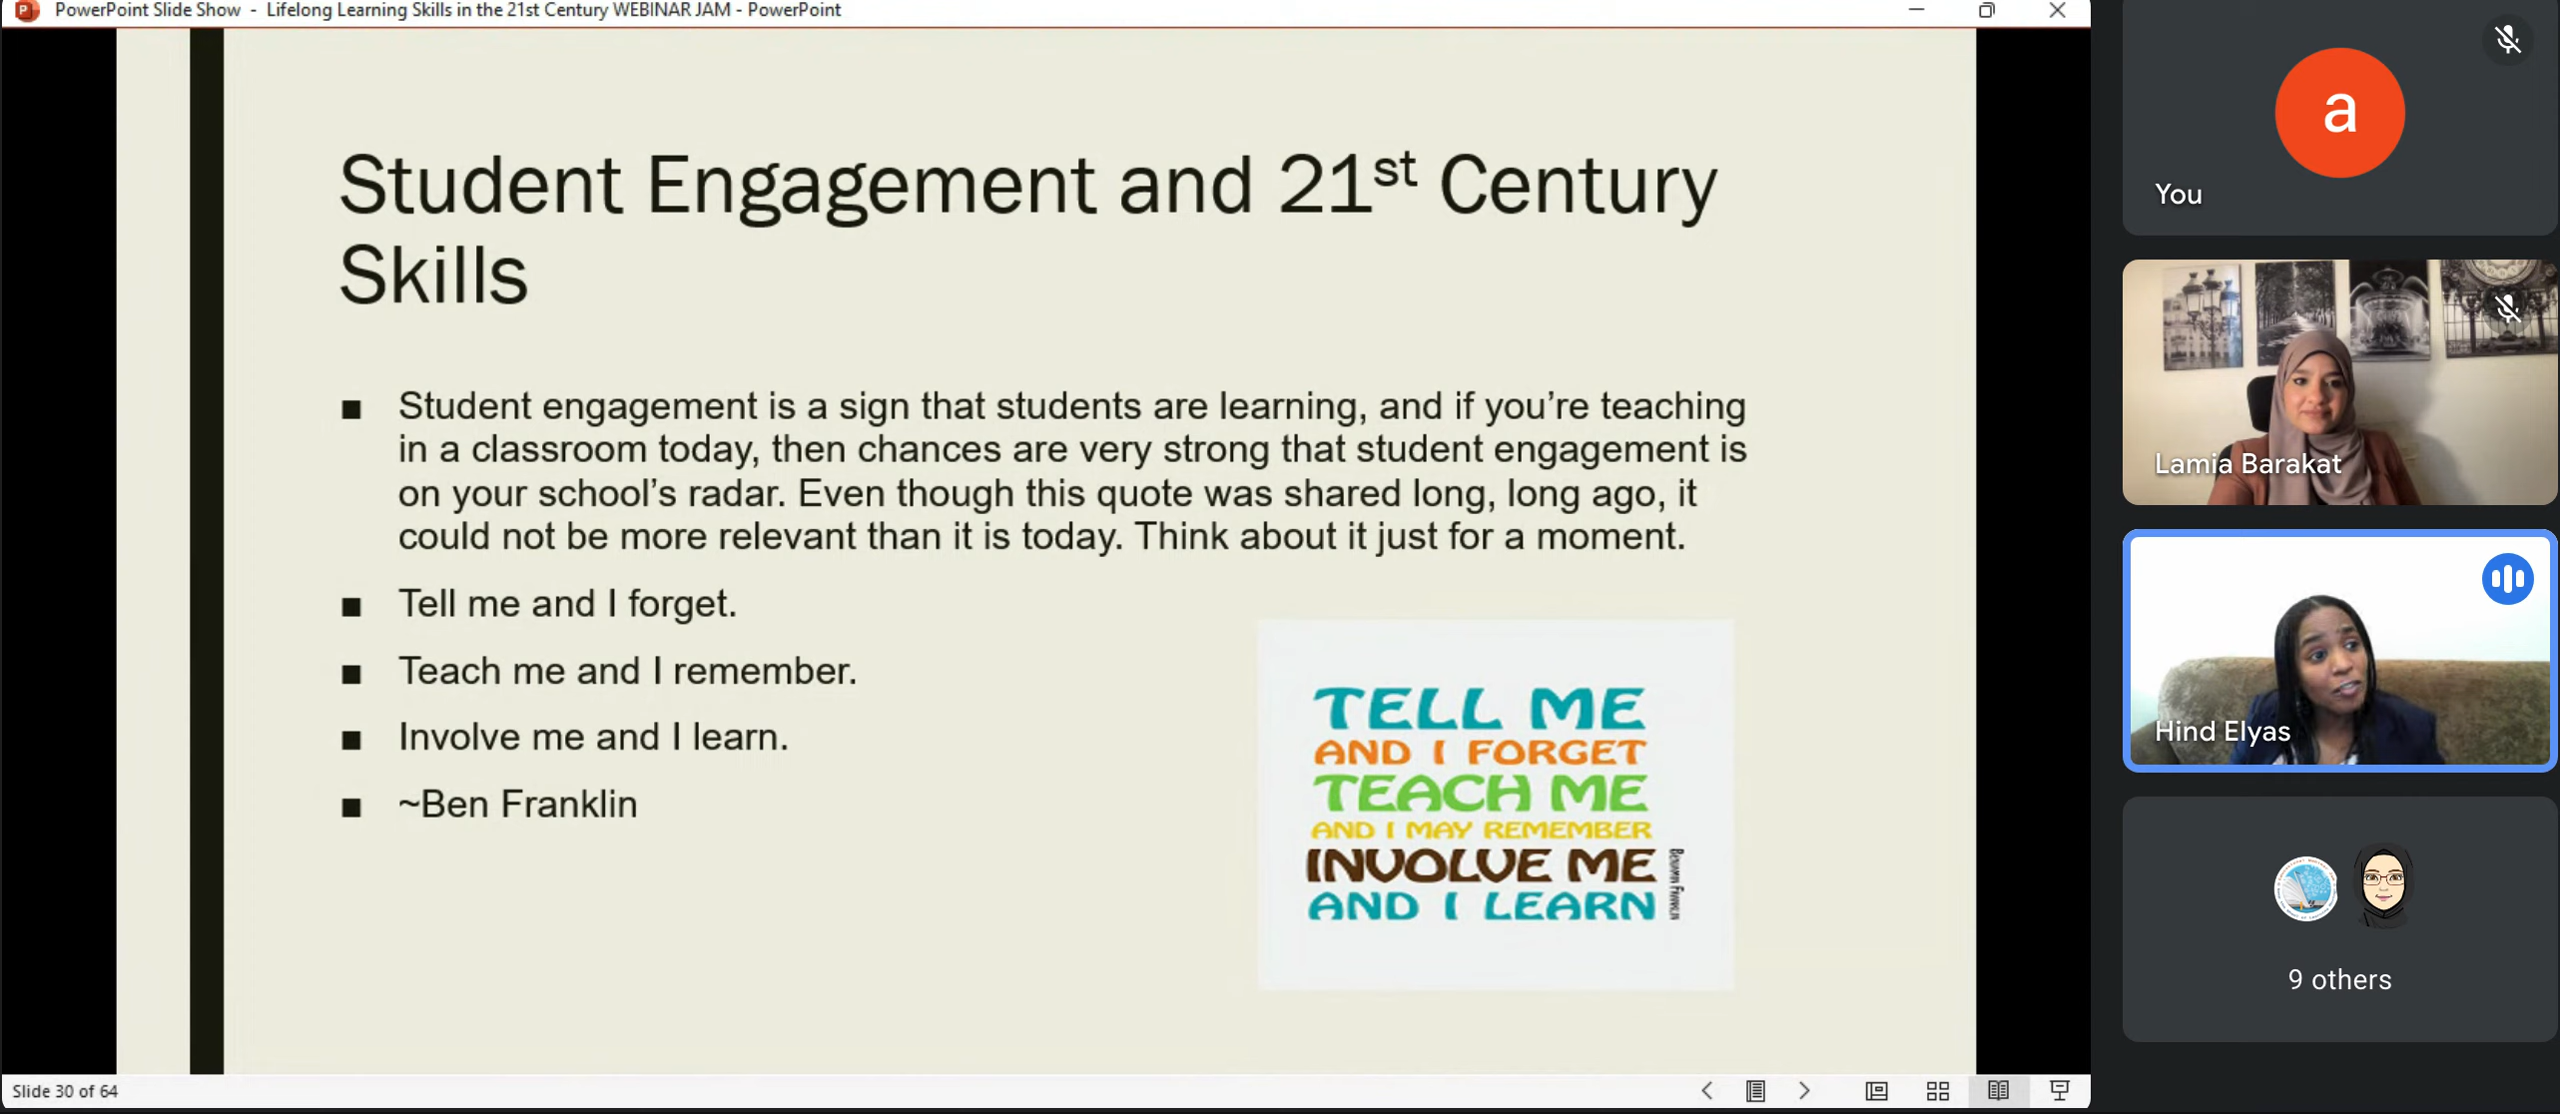 PowerPoint Slide Show - Lifelong Learning Skills in the 21st Century WEBINAR JAM - PowerPoint
Student Engagement and 21st Century
Skills
■ Student engagement is a sign that students are learning, and if you're teaching
in a classroom today, then chances are very strong that student engagement is
on your school's radar. Even though this quote was shared long, long ago, it
could not be more relevant than it is today. Think about it just for a moment.
■ Tell me and I forget.
■ Teach me and I remember.
■ Involve me and I learn.
■ ~Ben Franklin
TELL ME
AND I FORGET
TEACH ME
AND I MAY REMEMBER
INVOLVE ME
AND I LEARN
Benjamin Franklin
Slide 30 of 64
a
You
Lamia Barakat
Hind Elyas
9 others